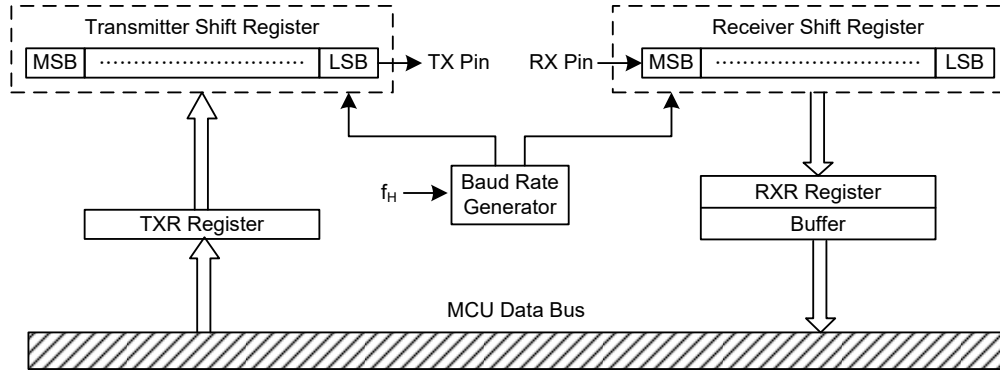 Transmitter Shift Register
MSB ........................... LSB
TX Pin
RX Pin
Receiver Shift Register
MSB ........................... LSB
fH
Baud Rate
Generator
TXR Register
RXR Register
Buffer
MCU Data Bus